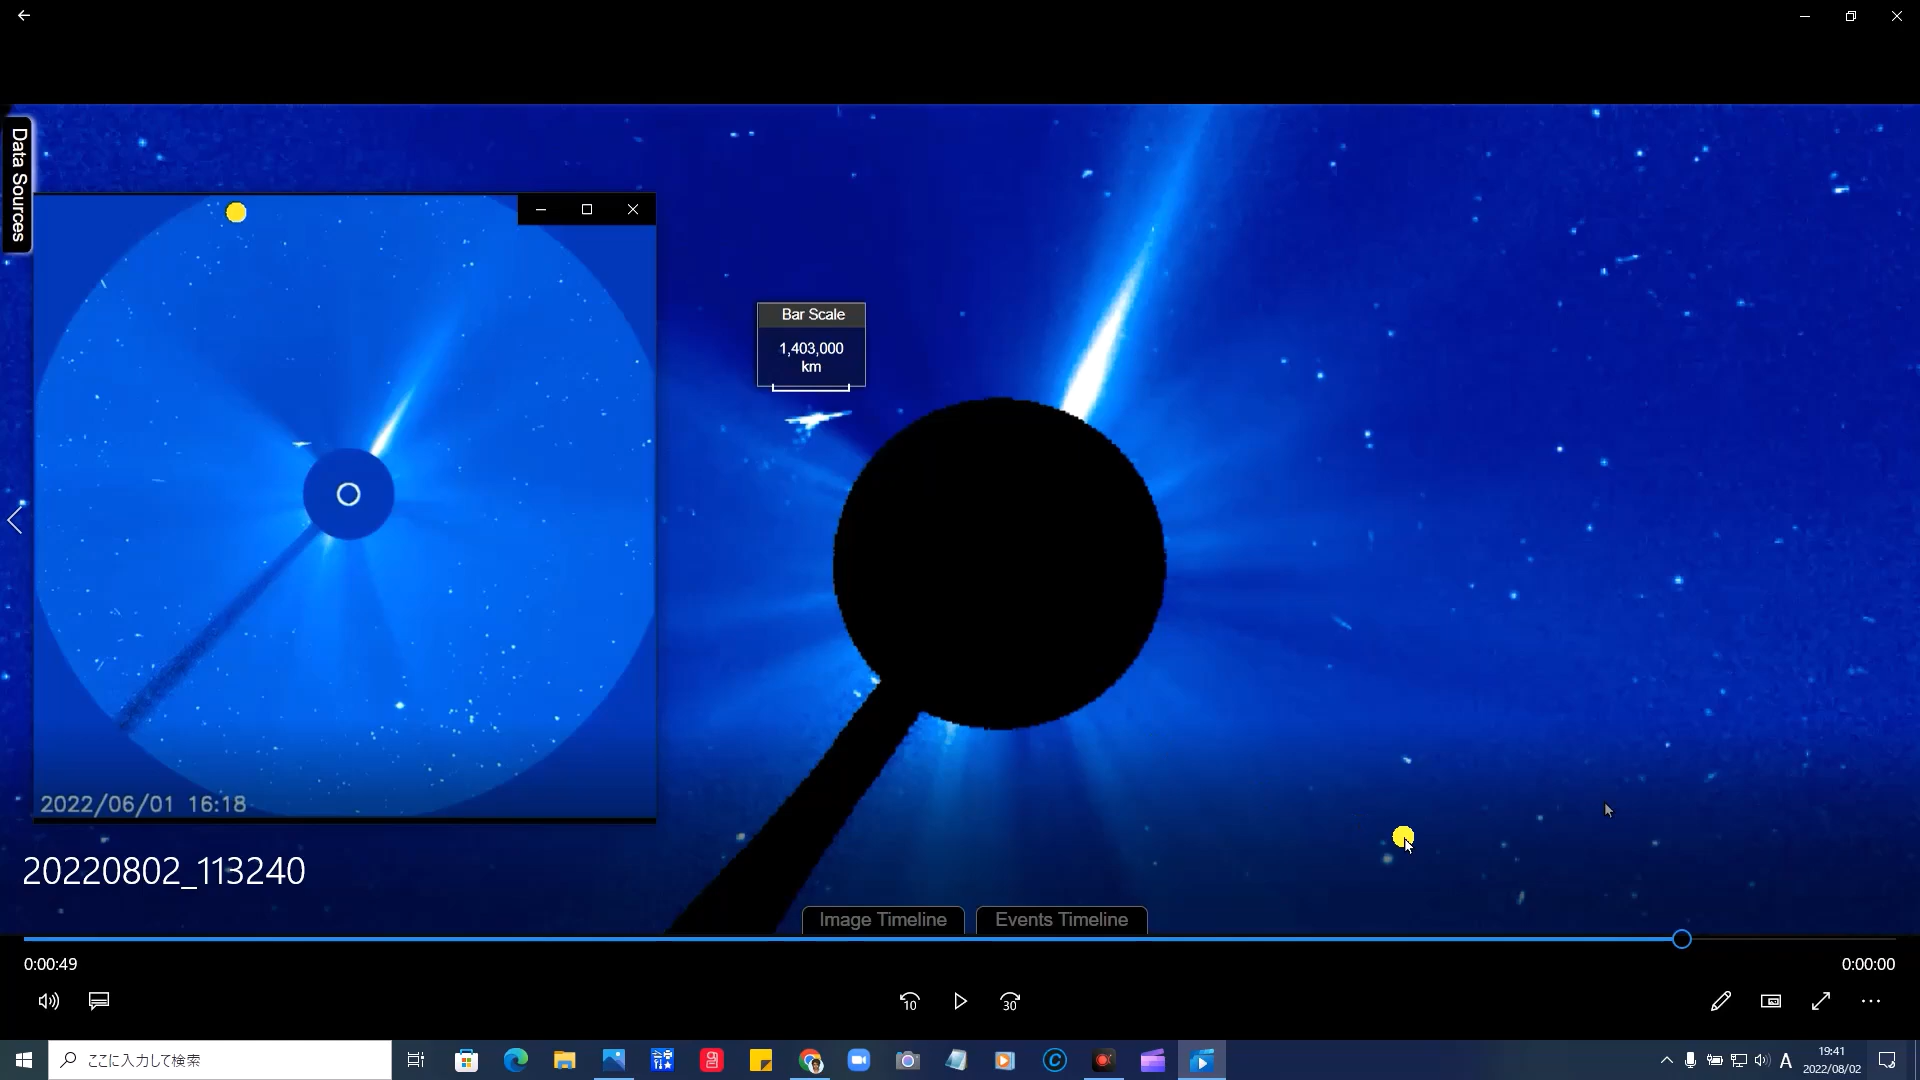 Data Sources
Bar Scale
1,403,000
km
2022/06/01 16:18
20220802_113240
Image Timeline
Events Timeline
0:00:49
0:00:00
10
30
ここに入力して検索
A
19:41
2022/08/02